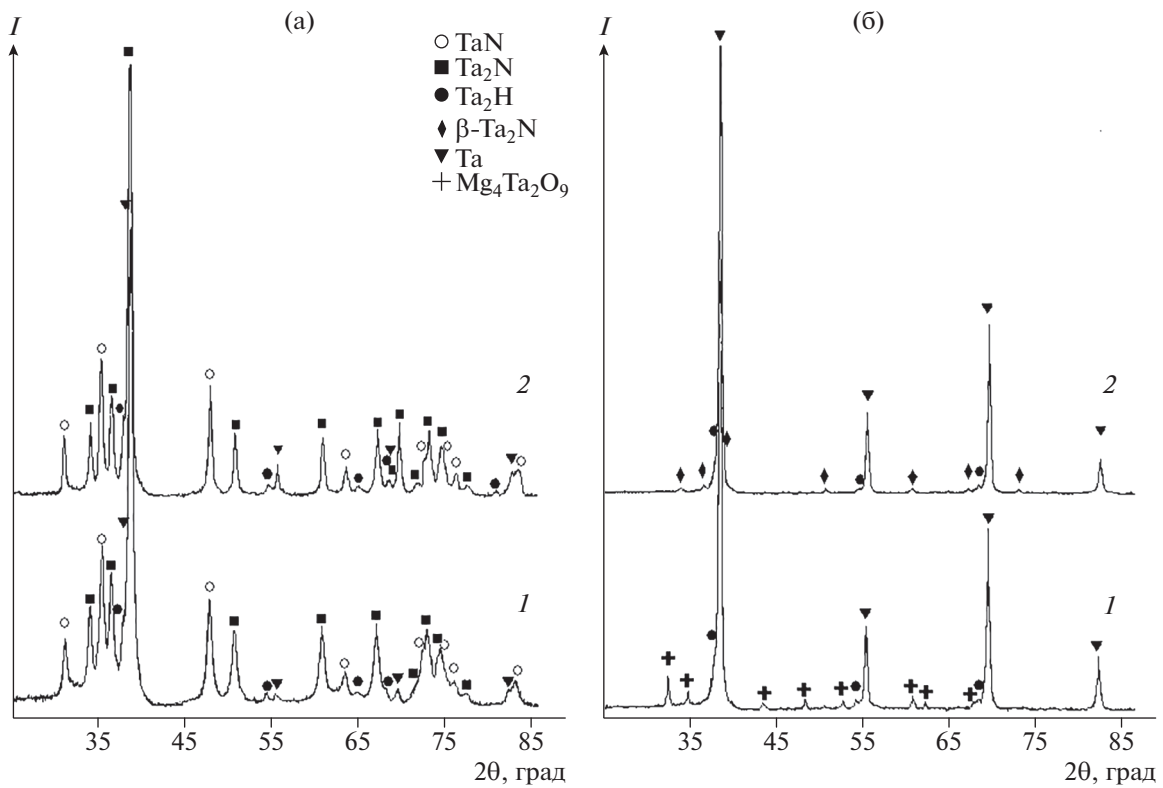 I
(а)
TaN
Ta₂N
Ta₂H
β-Ta₂N
Ta
Mg₄Ta₂O₉
2
1
35 45 55 65 75 85
2θ, град
I
(б)
2
1
35 45 55 65 75 85
2θ, град